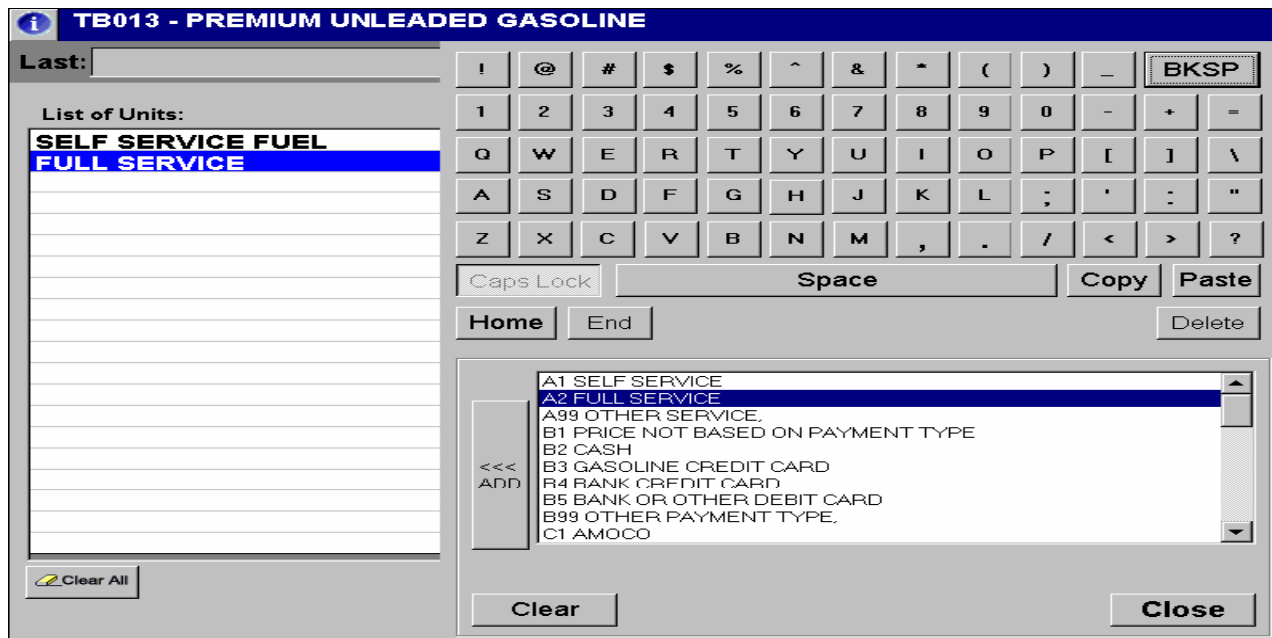 TB013 - PREMIUM UNLEADED GASOLINE
Last:
List of Units:
SELF SERVICE FUEL
FULL SERVICE
Clear All
! @ # $ % ^ & * ( ) _ BKSP
1 2 3 4 5 6 7 8 9 0 - + =
Q W E R T Y U I O P [ ] \
A S D F G H J K L ; ' : "
Z X C V B N M , . / < > ?
Caps Lock Space Copy Paste
Home End Delete
<<<
ADD
A1 SELF SERVICE
A2 FULL SERVICE
A99 OTHER SERVICE,
B1 PRICE NOT BASED ON PAYMENT TYPE
B2 CASH
B3 GASOLINE CREDIT CARD
B4 BANK CREDIT CARD
B5 BANK OR OTHER DEBIT CARD
B99 OTHER PAYMENT TYPE,
C1 AMOCO
Clear Close